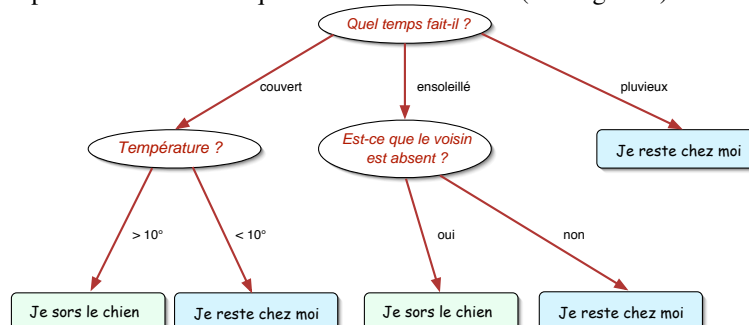 Quel temps fait-il ?
couvert
ensoleillé
pluvieux
Température ?
Est-ce que le voisin
est absent ?
Je reste chez moi
> 10°
< 10°
oui
non
Je sors le chien
Je reste chez moi
Je sors le chien
Je reste chez moi